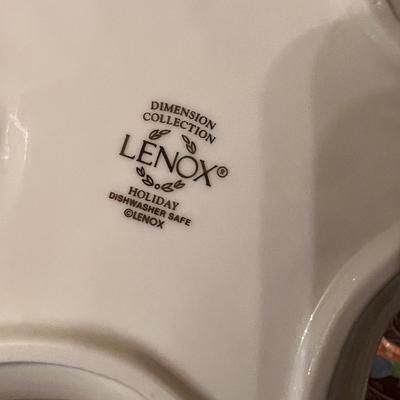 DIMENSION
COLLECTION
LENOX®
HOLIDAY
DISHWASHER SAFE
©LENOX